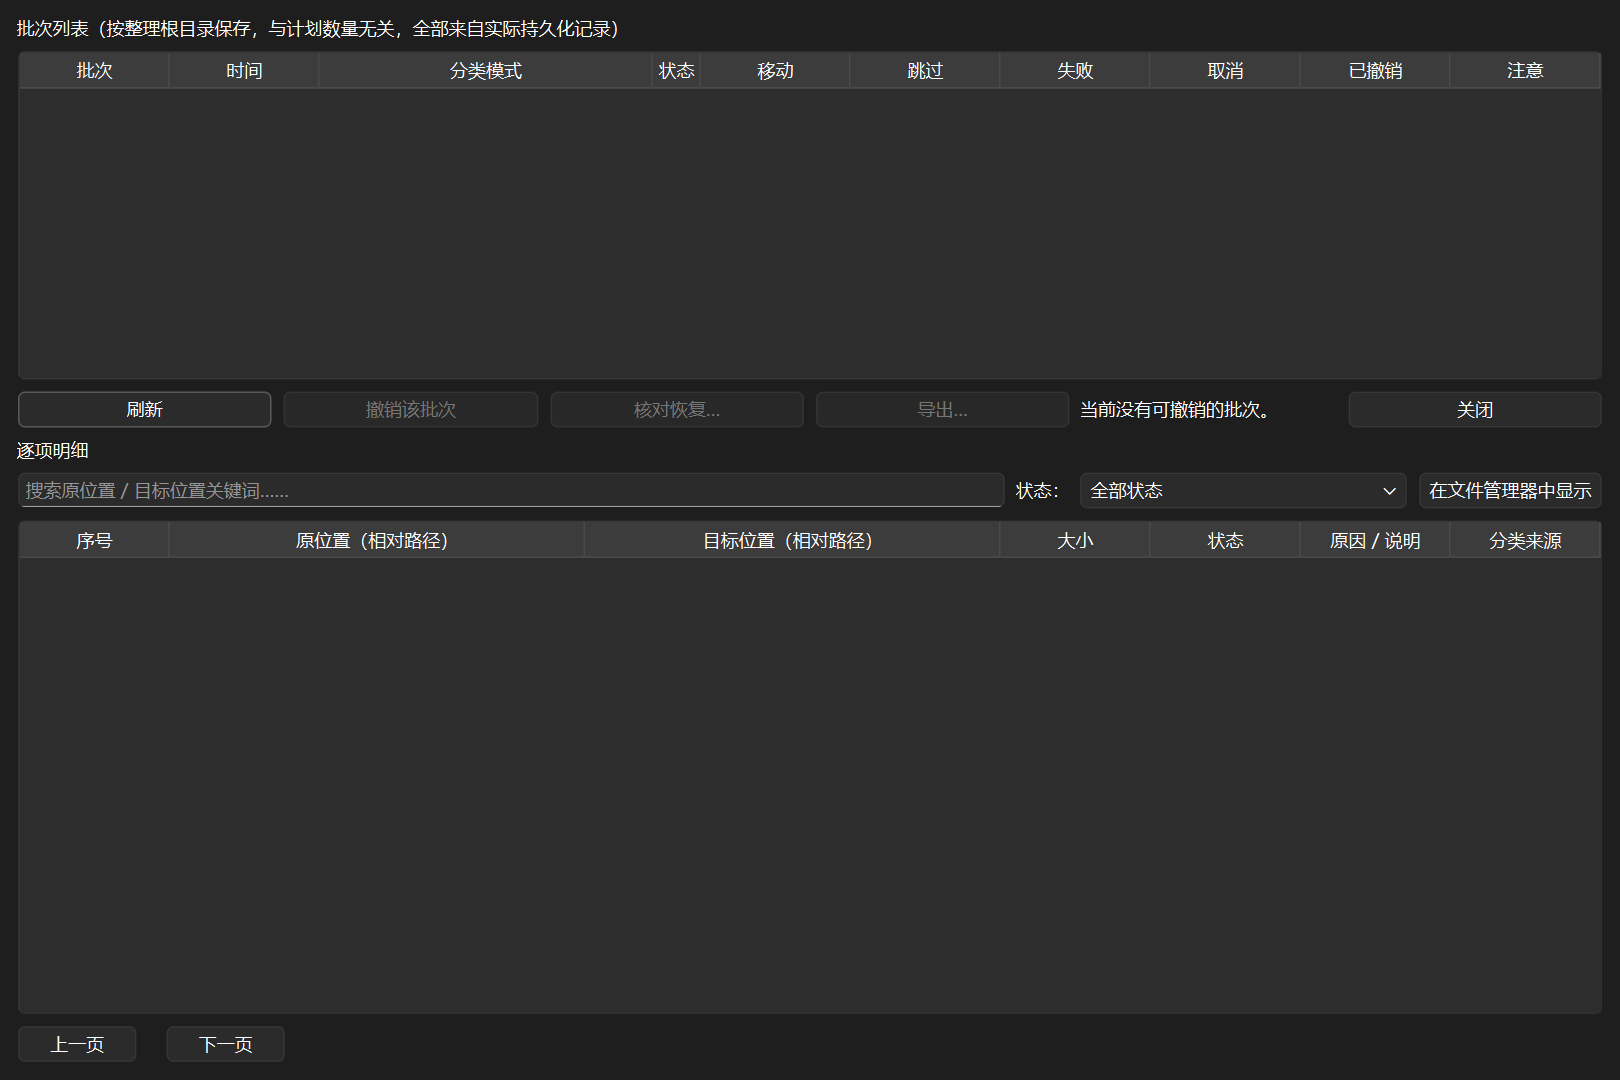 批次列表（按整理根目录保存，与计划数量无关，全部来自实际持久化记录）
批次 时间 分类模式 状态 移动 跳过 失败 取消 已撤销 注意
刷新 撤销该批次 核对恢复... 导出... 当前没有可撤销的批次。 关闭
逐项明细
搜索原位置 / 目标位置关键词…… 状态： 全部状态 在文件管理器中显示
序号 原位置（相对路径） 目标位置（相对路径） 大小 状态 原因 / 说明 分类来源
上一页 下一页